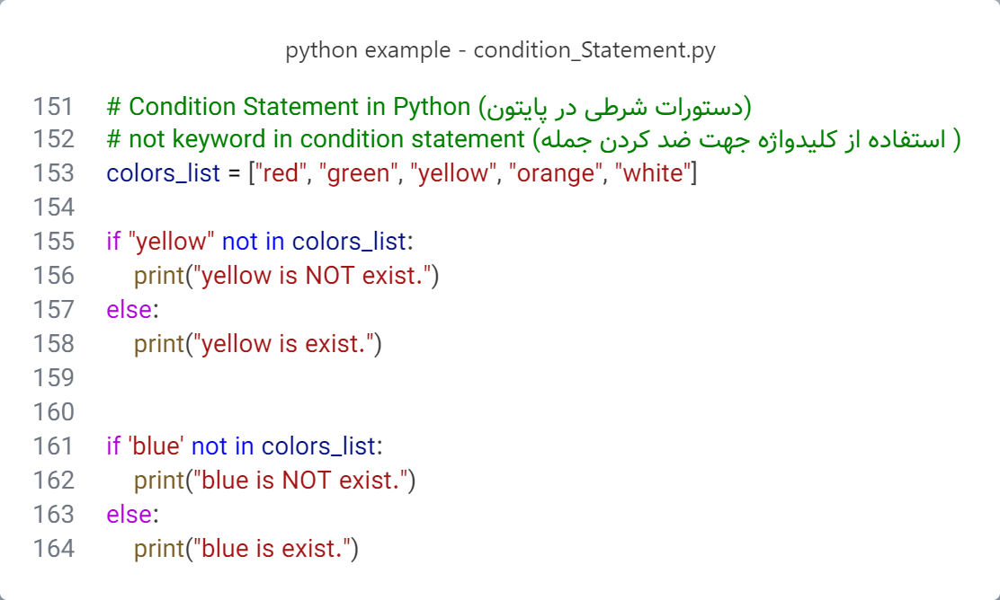 python example - condition_Statement.py
151 # Condition Statement in Python (دستورات شرطی در پایتون)
152 # not keyword in condition statement (استفاده از کلیدواژه جهت ضد کردن جمله )
153 colors_list = ["red", "green", "yellow", "orange", "white"]
154
155 if "yellow" not in colors_list:
156     print("yellow is NOT exist.")
157 else:
158     print("yellow is exist.")
159
160
161 if 'blue' not in colors_list:
162     print("blue is NOT exist.")
163 else:
164     print("blue is exist.")